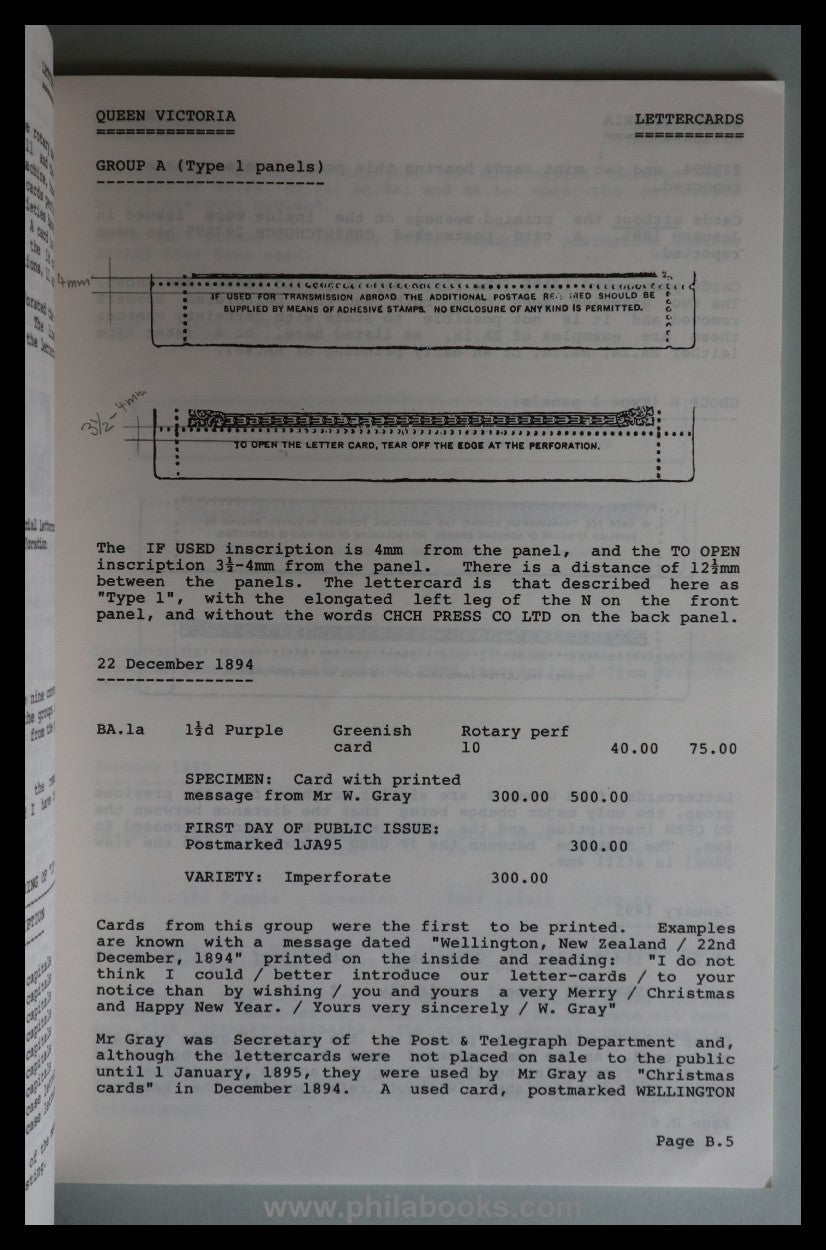 QUEEN VICTORIA LETTERCARDS
GROUP A (Type 1 panels)
4mm
IF USED FOR TRANSMISSION ABROAD THE ADDITIONAL POSTAGE SHOULD BE
SUPPLIED BY MEANS OF ADHESIVE STAMPS. NO ENCLOSURE OF ANY KIND IS PERMITTED.
3½-4mm
TO OPEN THE LETTER CARD, TEAR OFF THE EDGE AT THE PERFORATION.
The IF USED inscription is 4mm from the panel, and the TO OPEN
inscription 3½-4mm from the panel. There is a distance of 12½mm
between the panels. The lettercard is that described here as
"Type 1", with the elongated left leg of the N on the front
panel, and without the words CHCH PRESS CO LTD on the back panel.
22 December 1894
BA.1a 1½d Purple Greenish Rotary perf
card 10 40.00 75.00
SPECIMEN: Card with printed
message from Mr W. Gray 300.00 500.00
FIRST DAY OF PUBLIC ISSUE:
Postmarked 1JA95 300.00
VARIETY: Imperforate 300.00
Cards from this group were the first to be printed. Examples
are known with a message dated "Wellington, New Zealand / 22nd
December, 1894" printed on the inside and reading: "I do not
think I could / better introduce our letter-cards / to your
notice than by wishing / you and yours a very Merry / Christmas
and Happy New Year. / Yours very sincerely / W. Gray"
Mr Gray was Secretary of the Post & Telegraph Department and,
although the lettercards were not placed on sale to the public
until 1 January, 1895, they were used by Mr Gray as "Christmas
cards" in December 1894. A used card, postmarked WELLINGTON
Page B.5
www.philabooks.com